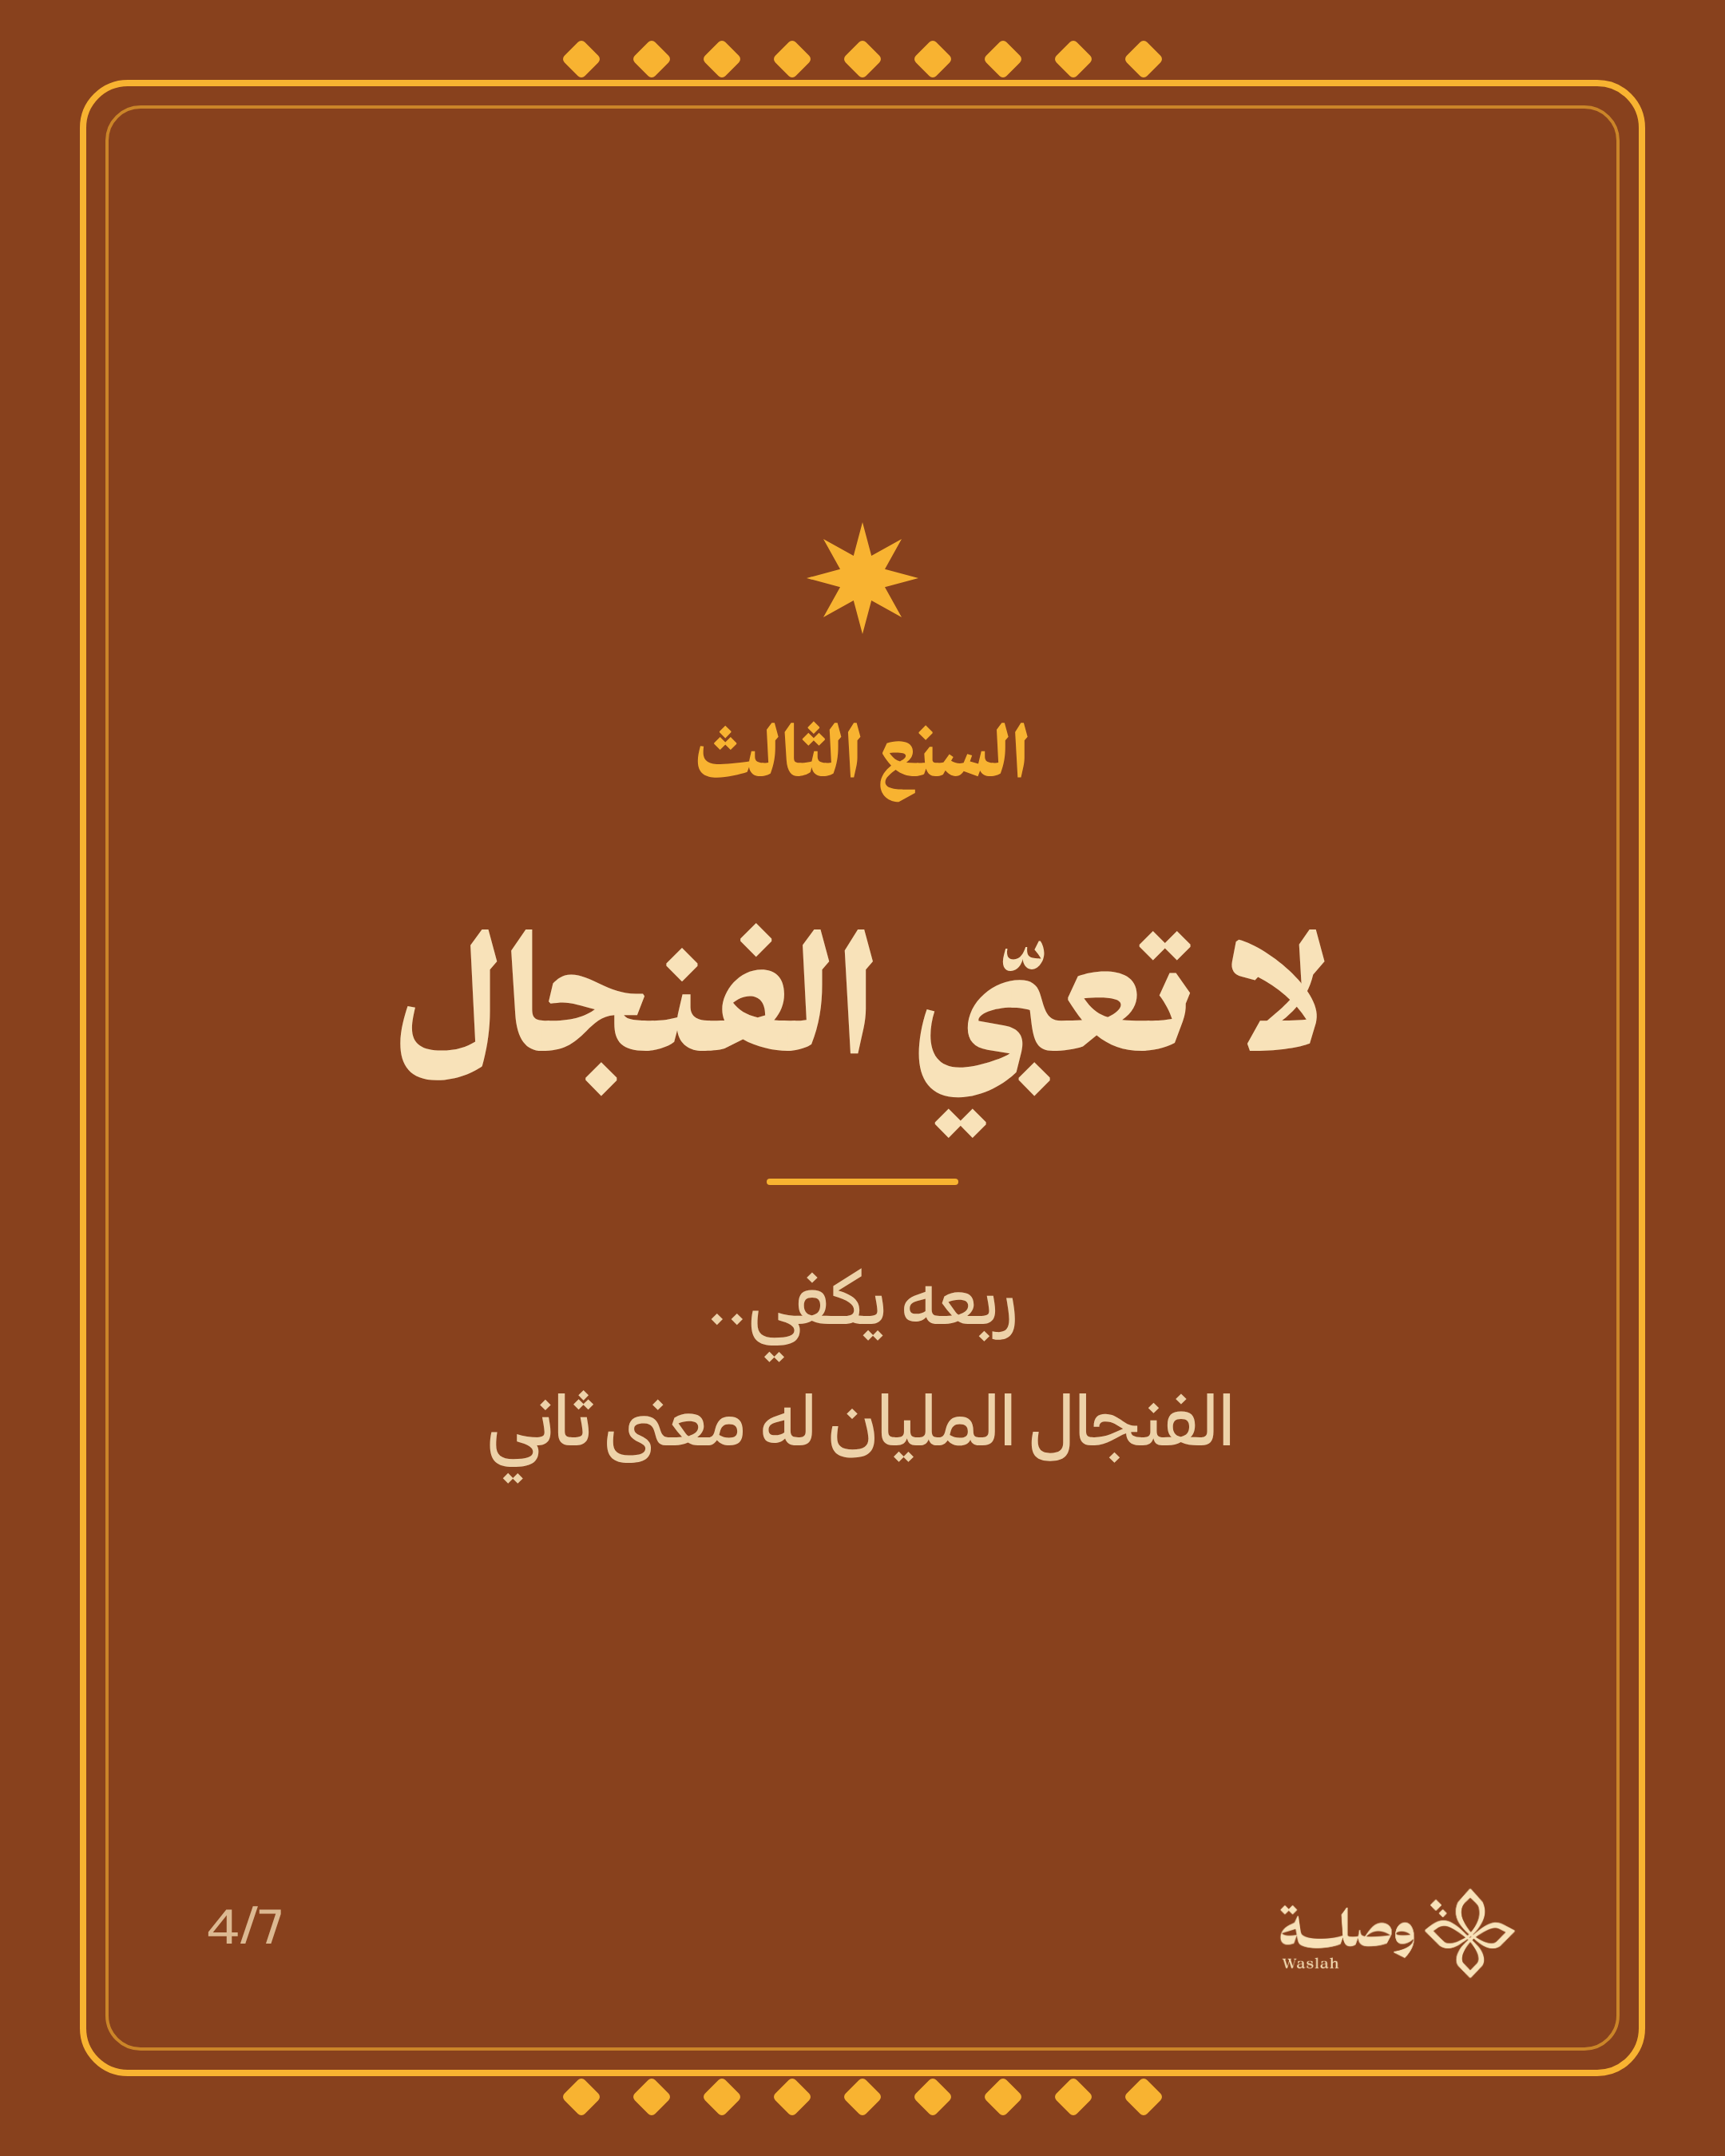 السنع الثالث
لا تعبّي الفنجال
ربعه يكفي..
الفنجال المليان له معنى ثاني
4/7
وصلة
Waslah